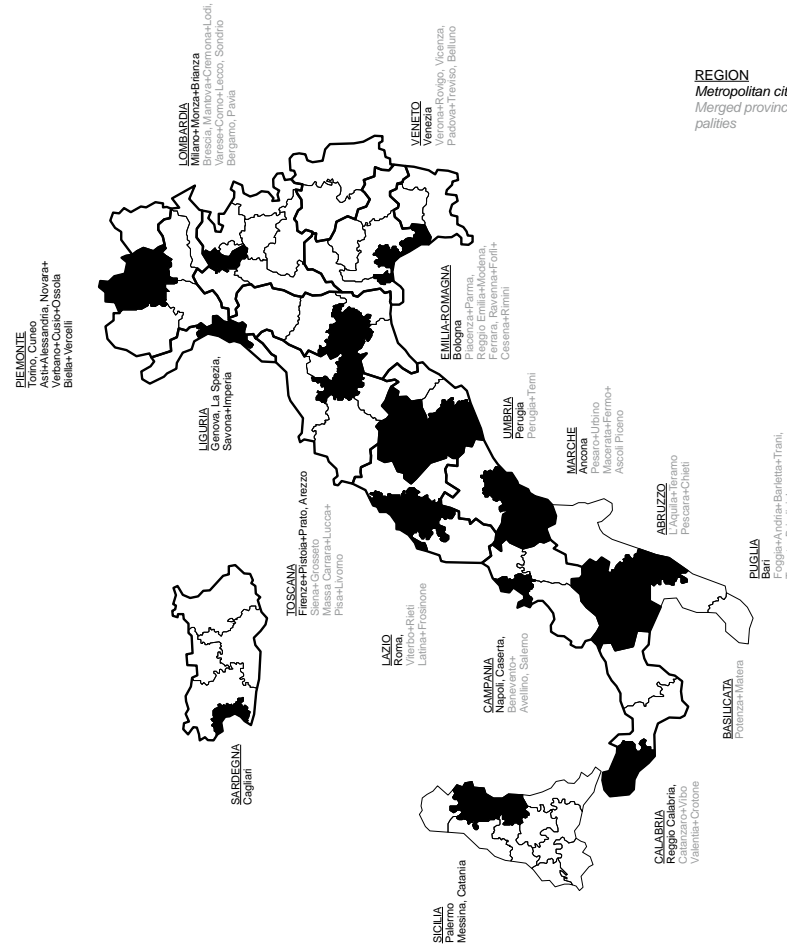 REGION
Metropolitan cit
Merged provinc
palities
PIEMONTE
Torino, Cuneo
Asti+Alessandria, Novara+
Verbano+Cusio+Ossola
Biella+Vercelli
LOMBARDIA
Milano+Monza+Brianza
Brescia, Mantova+Cremona+Lodi,
Varese+Como+Lecco, Sondrio
Bergamo, Pavia
VENETO
Venezia
Verona+Rovigo, Vicenza,
Padova+Treviso, Belluno
LIGURIA
Genova, La Spezia,
Savona+Imperia
EMILIA-ROMAGNA
Bologna
Piacenza+Parma,
Reggio Emilia+Modena,
Ferrara, Ravenna+Forlì+
Cesena+Rimini
TOSCANA
Firenze+Pistoia+Prato, Arezzo
Siena+Grosseto
Massa Carrara+Lucca+
Pisa+Livorno
UMBRIA
Perugia
Perugia+Terni
MARCHE
Ancona
Pesaro+Urbino
Macerata+Fermo+
Ascoli Piceno
LAZIO
Roma,
Viterbo+Rieti
Latina+Frosinone
ABRUZZO
L'Aquila+Teramo
Pescara+Chieti
CAMPANIA
Napoli, Caserta,
Benevento+
Avellino, Salerno
PUGLIA
Bari
Foggia+Andria+Barletta+Trani,
BASILICATA
Potenza+Matera
CALABRIA
Reggio Calabria,
Catanzaro+Vibo
Valentia+Crotone
SICILIA
Palermo
Messina, Catania
SARDEGNA
Cagliari